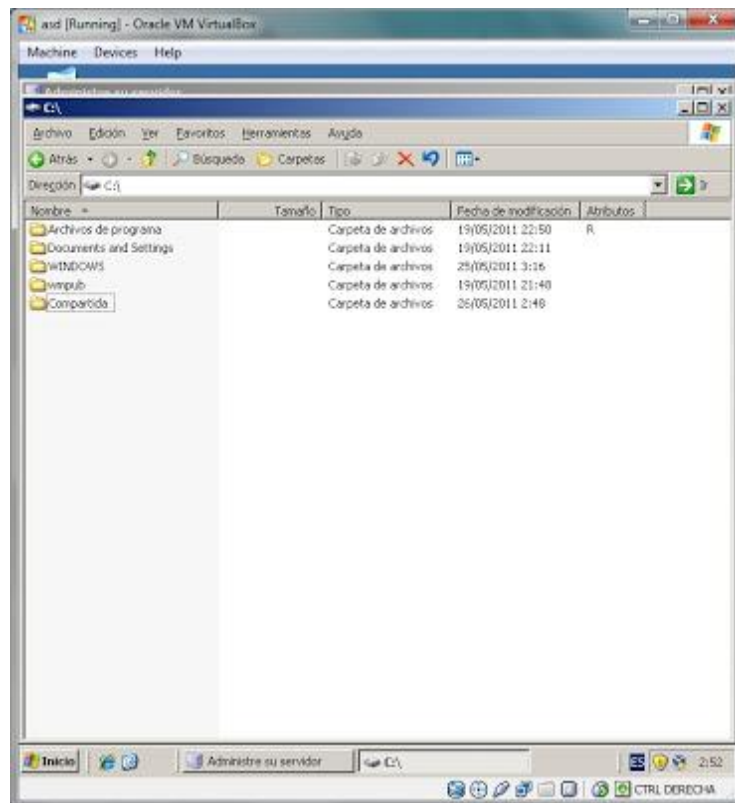 asd [Running] - Oracle VM VirtualBox
Machine Devices Help
Administre su servidor
C:\
Archivo Edición Ver Favoritos Herramientas Ayuda
Atrás Búsqueda Carpetas
Dirección C:\
Nombre Tamaño Tipo Fecha de modificación Atributos
Archivos de programa Carpeta de archivos 19/05/2011 22:50 R
Documents and Settings Carpeta de archivos 19/05/2011 22:11
WINDOWS Carpeta de archivos 25/05/2011 3:16
wmpub Carpeta de archivos 19/05/2011 21:48
Compartida Carpeta de archivos 26/05/2011 2:48
Inicio Administre su servidor C:\ ES 2:52
CTRL DERECHA